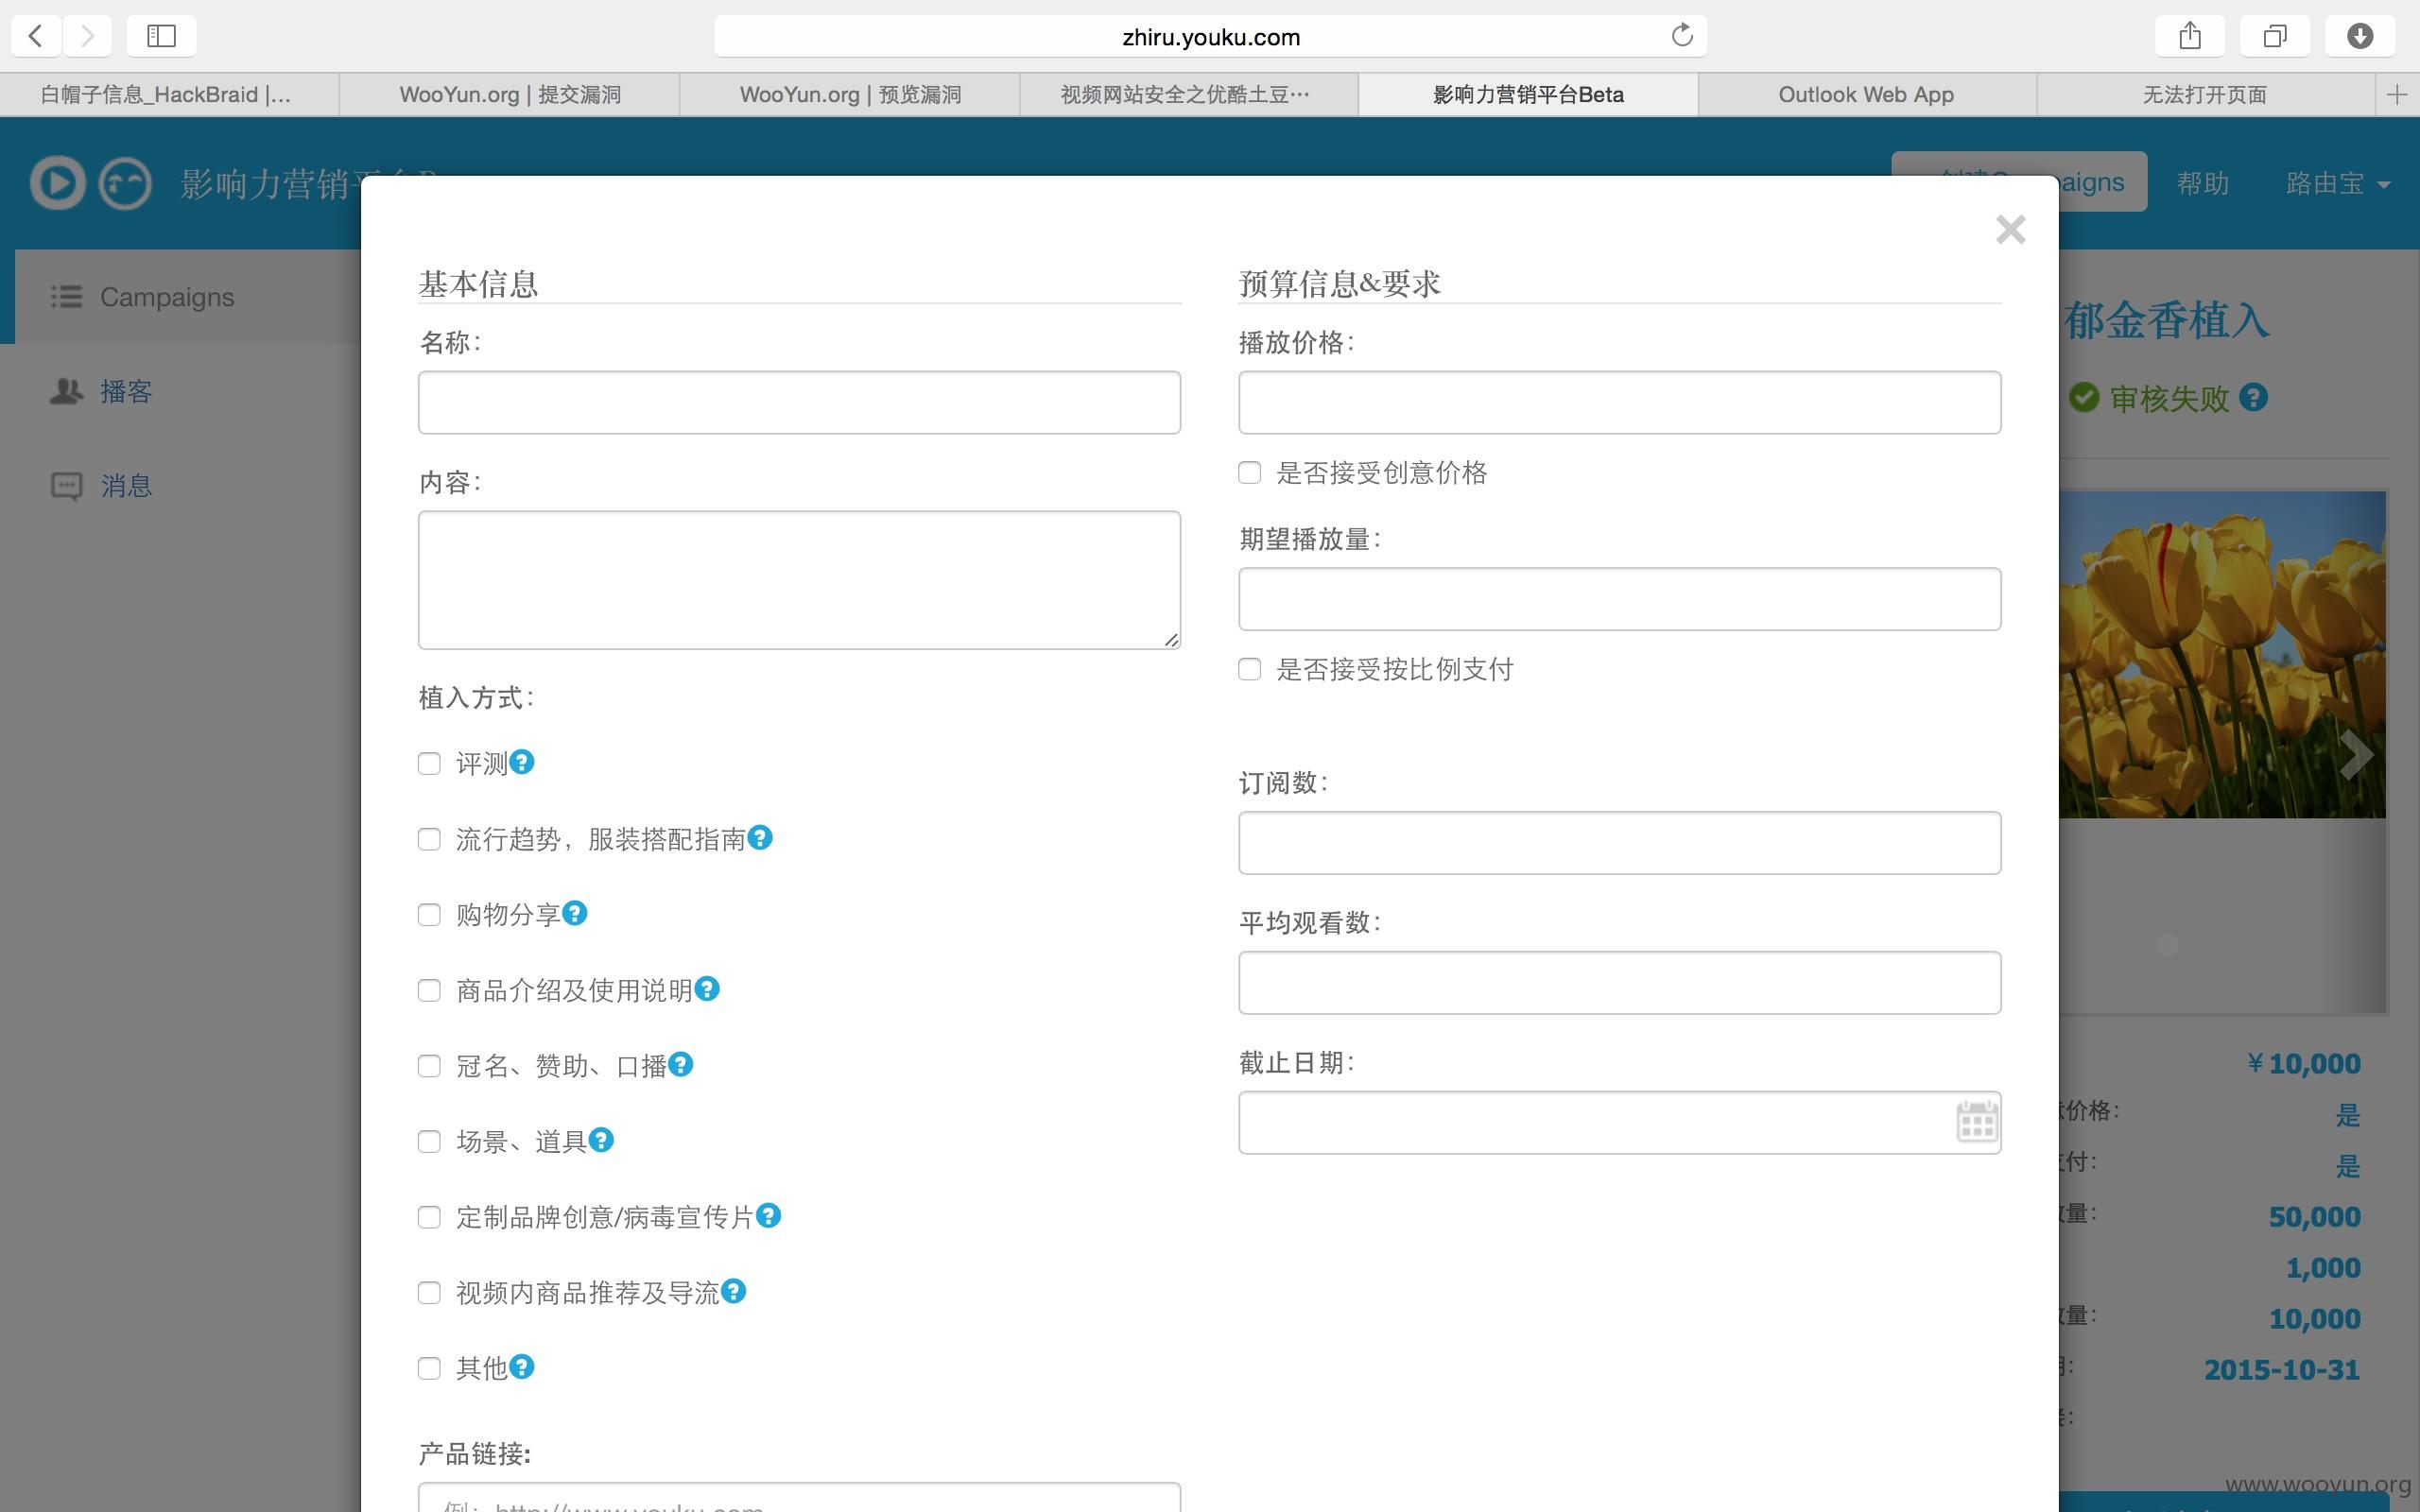 zhiru.youku.com
白帽子信息_HackBraid |...
WooYun.org | 提交漏洞
WooYun.org | 预览漏洞
视频网站安全之优酷土豆…
影响力营销平台Beta
Outlook Web App
无法打开页面
影响力营销平台B
aigns
帮助
路由宝
Campaigns
播客
消息
基本信息
名称：
内容：
植入方式：
评测
流行趋势，服装搭配指南
购物分享
商品介绍及使用说明
冠名、赞助、口播
场景、道具
定制品牌创意/病毒宣传片
视频内商品推荐及导流
其他
产品链接:
例：http://www.youku.com
预算信息&要求
播放价格：
是否接受创意价格
期望播放量：
是否接受按比例支付
订阅数：
平均观看数：
截止日期：
郁金香植入
审核失败
¥ 10,000
价格： 是
付： 是
量： 50,000
1,000
量： 10,000
2015-10-31
www.wooyun.org